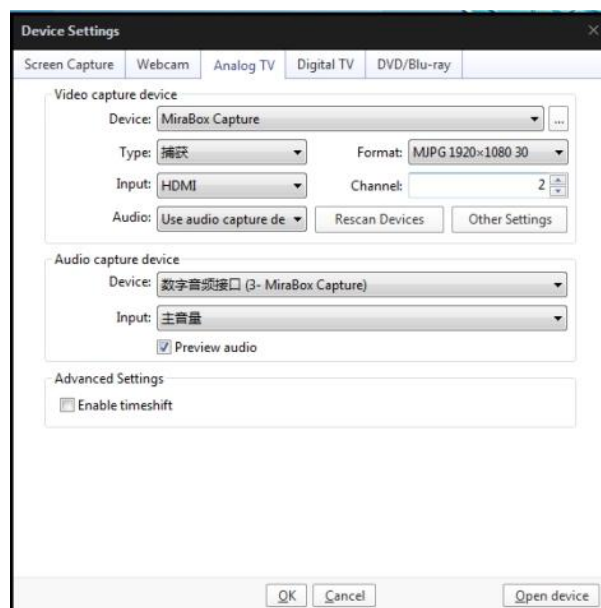 Device Settings
Screen Capture Webcam Analog TV Digital TV DVD/Blu-ray
Video capture device
Device: MiraBox Capture ...
Type: 捕获 Format: MJPG 1920×1080 30
Input: HDMI Channel: 2
Audio: Use audio capture de Rescan Devices Other Settings
Audio capture device
Device: 数字音频接口 (3- MiraBox Capture)
Input: 主音量
Preview audio
Advanced Settings
Enable timeshift
OK Cancel Open device